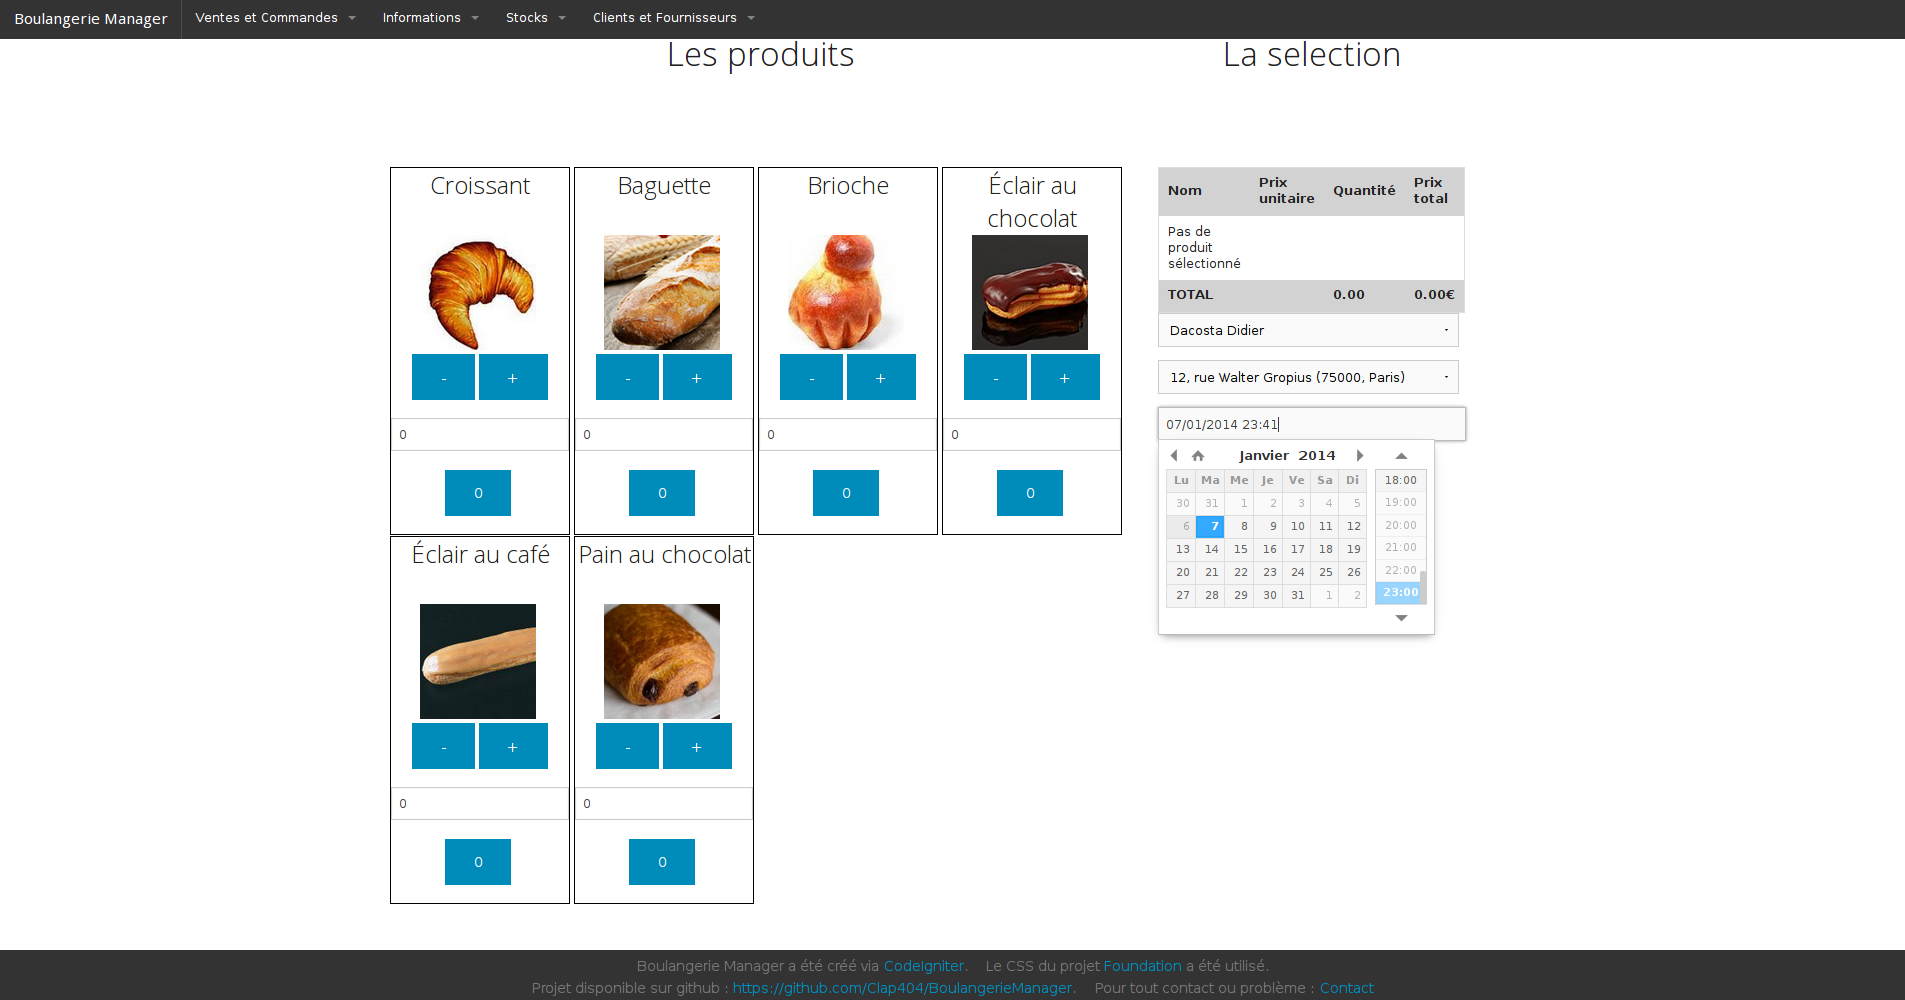 Boulangerie Manager Ventes et Commandes Informations Stocks Clients et Fournisseurs
Les produits
La selection
Croissant
- +
0
0
Baguette
- +
0
0
Brioche
- +
0
0
Éclair au
chocolat
- +
0
0
Éclair au café
- +
0
0
Pain au chocolat
- +
0
0
Nom Prix unitaire Quantité Prix total
Pas de
produit
sélectionné
TOTAL 0.00 0.00€
Dacosta Didier
12, rue Walter Gropius (75000, Paris)
07/01/2014 23:41
Janvier 2014
Lu Ma Me Je Ve Sa Di
30 31 1 2 3 4 5
6 7 8 9 10 11 12
13 14 15 16 17 18 19
20 21 22 23 24 25 26
27 28 29 30 31 1 2
18:00
19:00
20:00
21:00
22:00
23:00
Boulangerie Manager a été créé via CodeIgniter. Le CSS du projet Foundation a été utilisé.
Projet disponible sur github : https://github.com/Clap404/BoulangerieManager. Pour tout contact ou problème : Contact